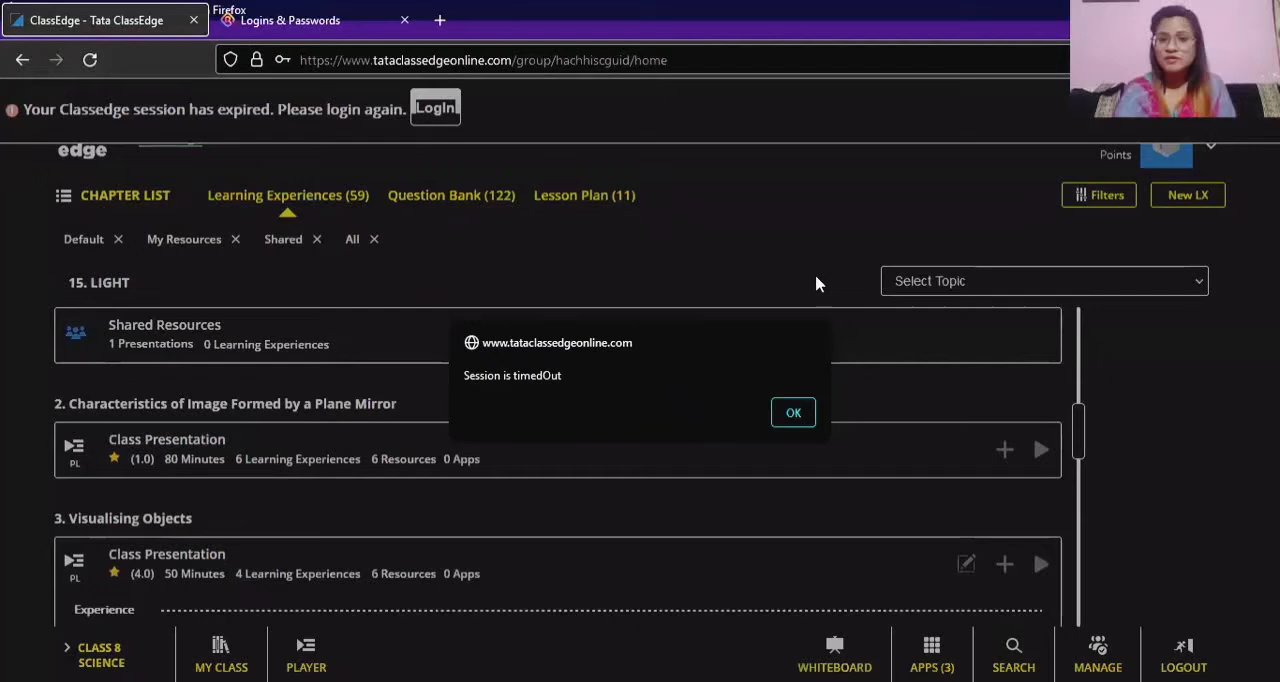 Firefox
ClassEdge - Tata ClassEdge
Logins & Passwords
https://www.tataclassedgeonline.com/group/hachhiscguid/home
Your Classedge session has expired. Please login again. LogIn
edge
Points
CHAPTER LIST Learning Experiences (59) Question Bank (122) Lesson Plan (11) Filters New LX
Default My Resources Shared All
15. LIGHT Select Topic
Shared Resources
1 Presentations 0 Learning Experiences
www.tataclassedgeonline.com
Session is timedOut
OK
2. Characteristics of Image Formed by a Plane Mirror
Class Presentation
PL (1.0) 80 Minutes 6 Learning Experiences 6 Resources 0 Apps
3. Visualising Objects
Class Presentation
PL (4.0) 50 Minutes 4 Learning Experiences 6 Resources 0 Apps
Experience
CLASS 8
SCIENCE
MY CLASS PLAYER WHITEBOARD APPS (3) SEARCH MANAGE LOGOUT